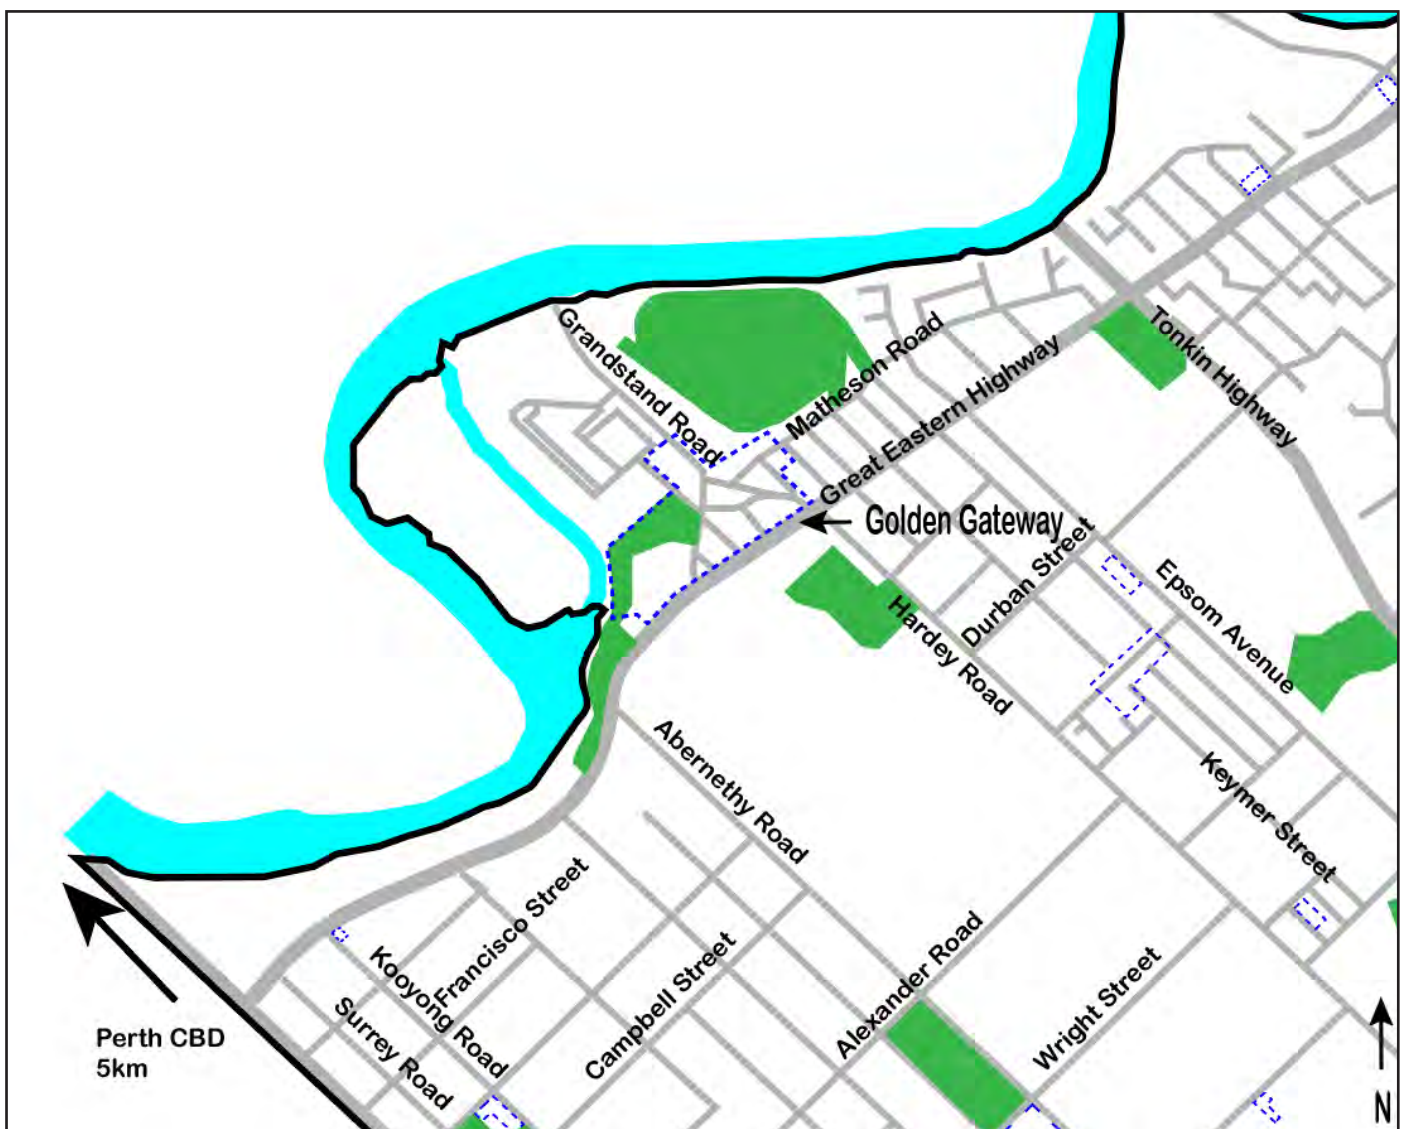 Grandstand Road
Matheson Road
Great Eastern Highway
Tonkin Highway
Golden Gateway
Durban Street
Epsom Avenue
Hardey Road
Abernethy Road
Keymer Street
Francisco Street
Kooyong Road
Surrey Road
Campbell Street
Alexander Road
Wright Street
Perth CBD
5km
N